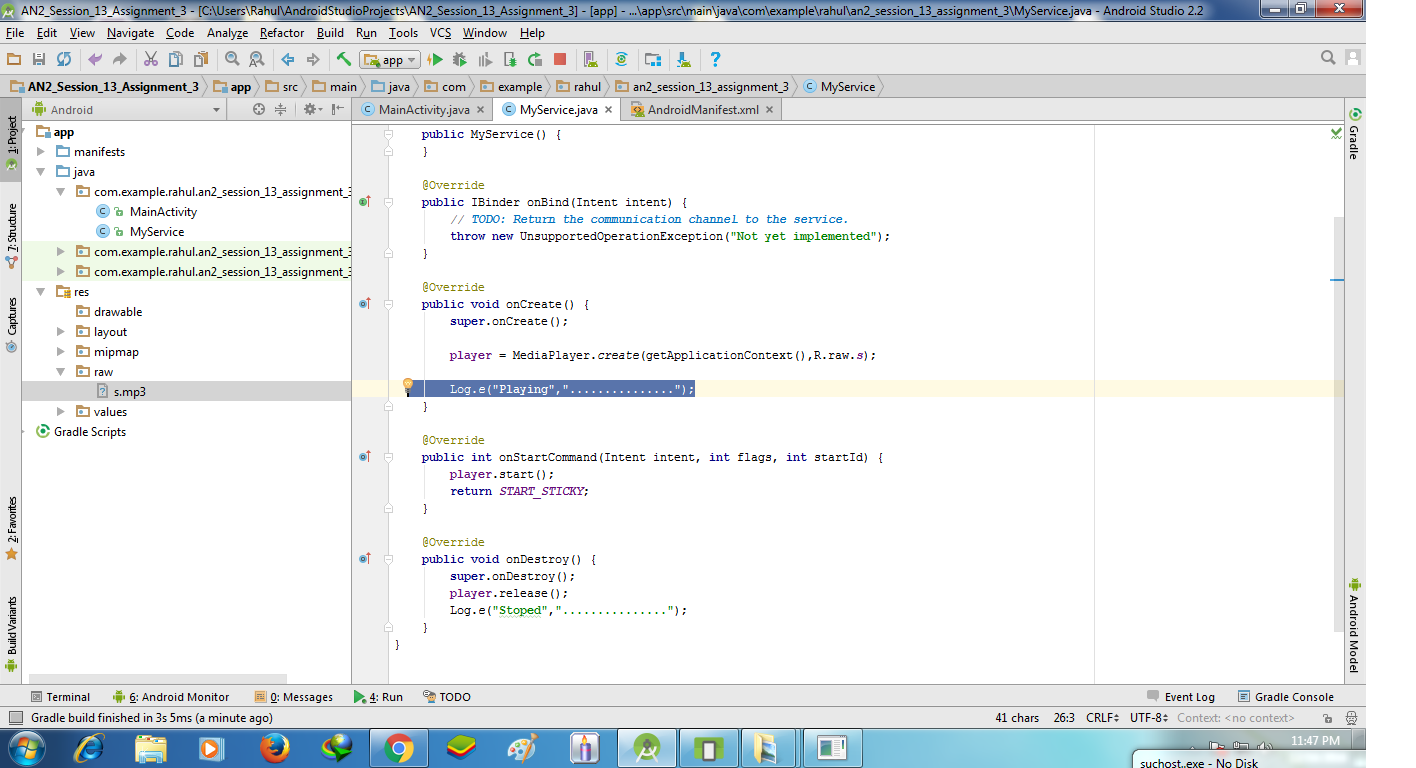 AN2_Session_13_Assignment_3 - [C:\Users\Rahul\AndroidStudioProjects\AN2_Session_13_Assignment_3] - [app] - ...\app\src\main\java\com\example\rahul\an2_session_13_assignment_3\MyService.java - Android Studio 2.2
File Edit View Navigate Code Analyze Refactor Build Run Tools VCS Window Help
app
AN2_Session_13_Assignment_3 app src main java com example rahul an2_session_13_assignment_3 MyService
Android
MainActivity.java MyService.java AndroidManifest.xml
1: Project
7: Structure
Captures
2: Favorites
Build Variants
app
manifests
java
com.example.rahul.an2_session_13_assignment_3
MainActivity
MyService
com.example.rahul.an2_session_13_assignment_3
com.example.rahul.an2_session_13_assignment_3
res
drawable
layout
mipmap
raw
s.mp3
values
Gradle Scripts
public MyService() {
}
@Override
public IBinder onBind(Intent intent) {
// TODO: Return the communication channel to the service.
throw new UnsupportedOperationException("Not yet implemented");
}
@Override
public void onCreate() {
super.onCreate();
player = MediaPlayer.create(getApplicationContext(),R.raw.s);
Log.e("Playing","...............");
}
@Override
public int onStartCommand(Intent intent, int flags, int startId) {
player.start();
return START_STICKY;
}
@Override
public void onDestroy() {
super.onDestroy();
player.release();
Log.e("Stoped","...............");
}
}
Gradle
Android Model
Terminal 6: Android Monitor 0: Messages 4: Run TODO Event Log Gradle Console
Gradle build finished in 3s 5ms (a minute ago) 41 chars 26:3 CRLF UTF-8 Context: <no context>
11:47 PM
suchost..exe - No Disk